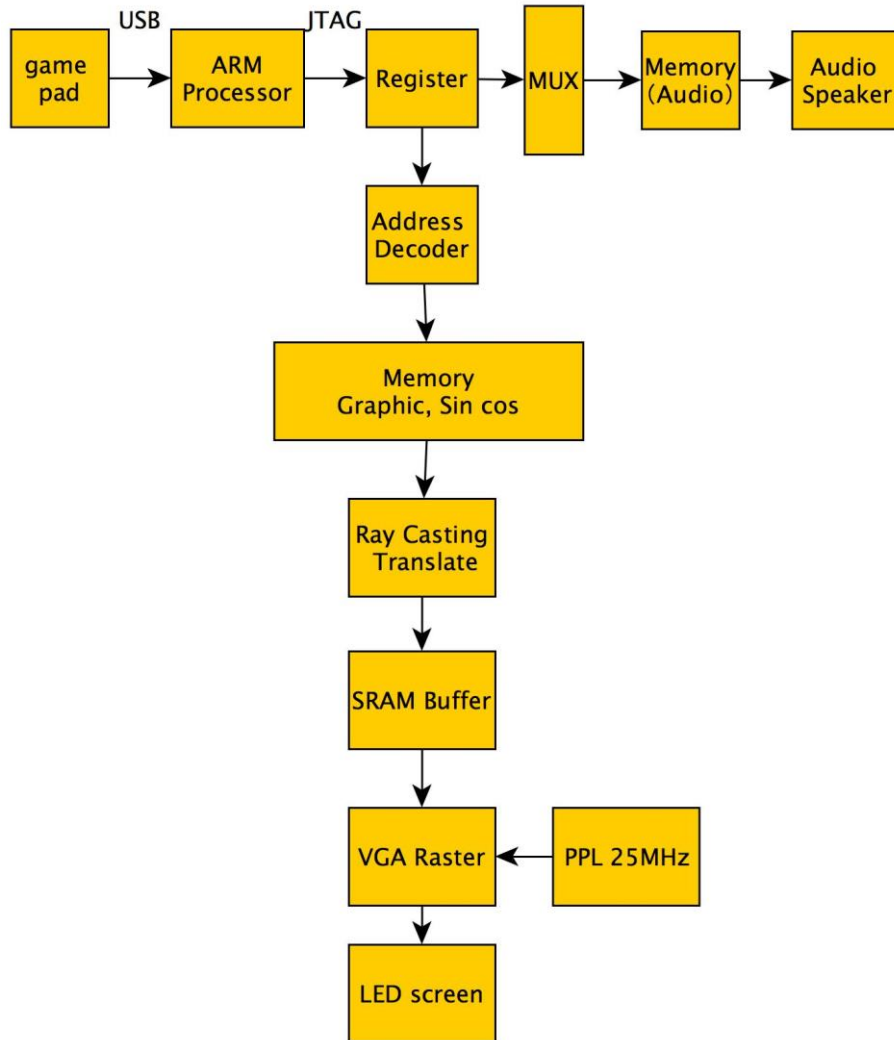 USB
JTAG
game
pad
ARM
Processor
Register
MUX
Memory
(Audio)
Audio
Speaker
Address
Decoder
Memory
Graphic, Sin cos
Ray Casting
Translate
SRAM Buffer
VGA Raster
PPL 25MHz
LED screen